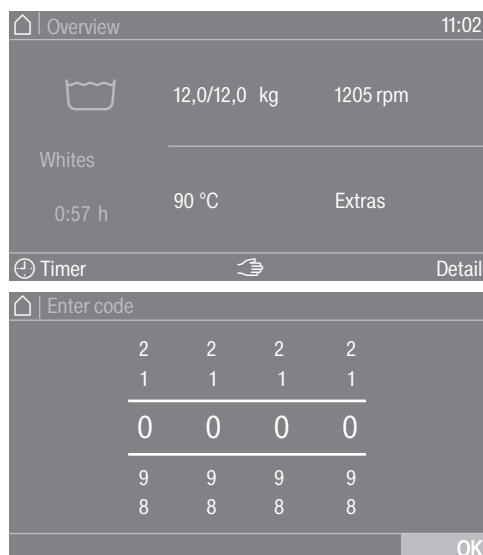 Overview 11:02
12,0/12,0 kg 1205 rpm
Whites
90 °C Extras
0:57 h
Timer Detail
Enter code
2 2 2 2
1 1 1 1
0 0 0 0
9 9 9 9
8 8 8 8
OK